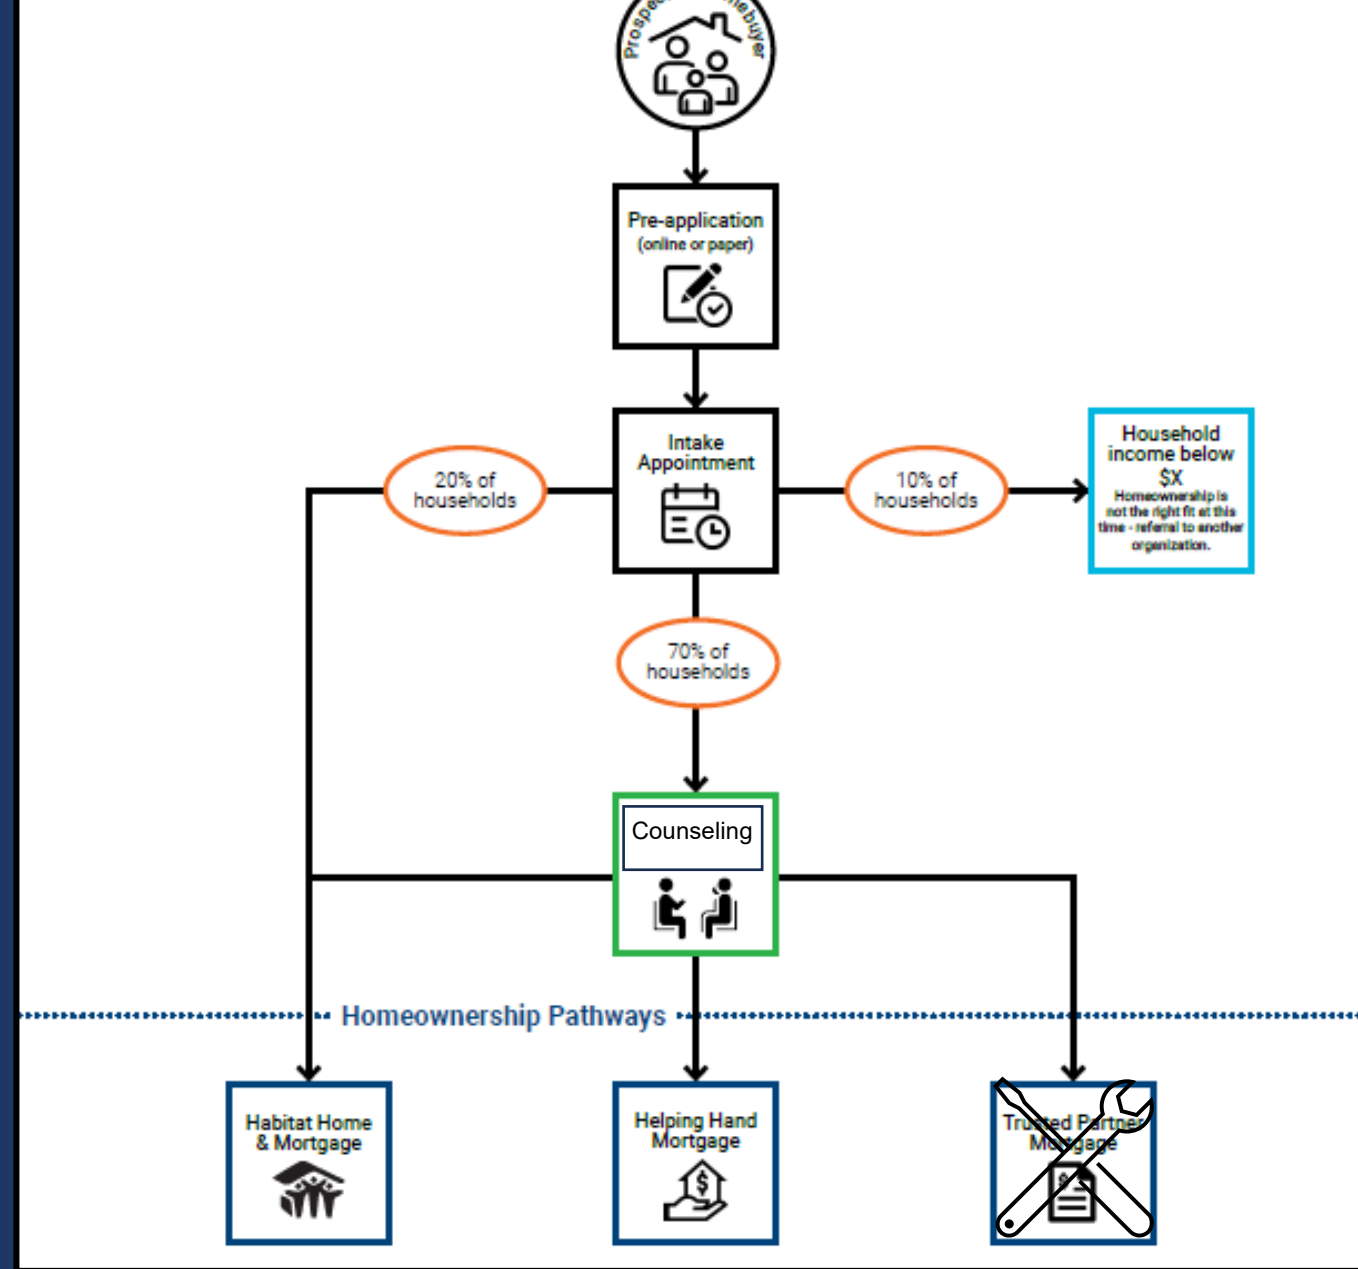 Pre-application
(online or paper)
Intake
Appointment
20% of
households
10% of
households
Household
income below
$X
Homeownership is
not the right fit at this
time - referral to another
organization.
70% of
households
Counseling
Homeownership Pathways
Habitat Home
& Mortgage
Helping Hand
Mortgage
Trusted Partner
Mortgage